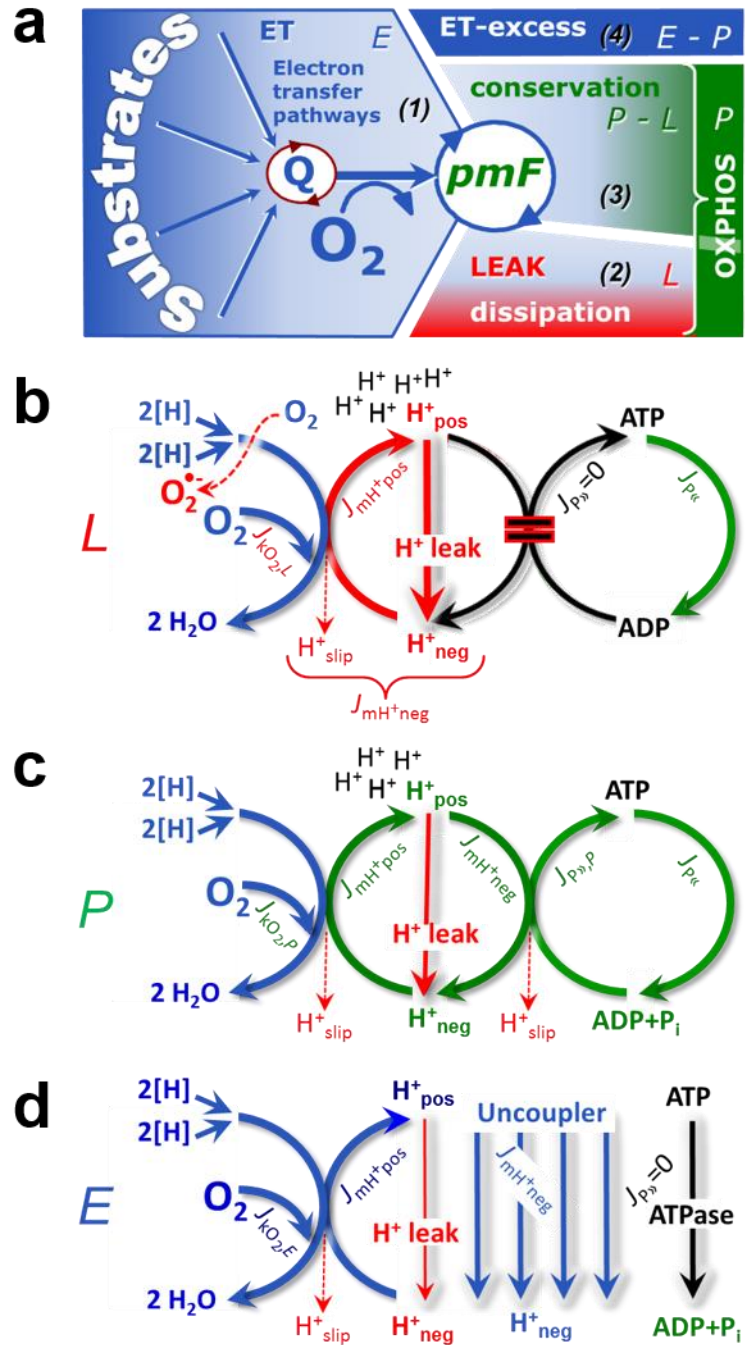 a
Substrates
ET E
Electron
transfer
pathways (1)
Q
O2
pmF
ET-excess (4) E - P
conservation
P - L P
(3)
LEAK (2) L
dissipation
OXPHOS
b
L
2[H]
2[H]
O2
O2•-
O2
JkO2,L
2 H2O
H+ H+ H+
H+ H+ H+pos
JmH+pos
H+ leak
H+slip
H+neg
JmH+neg
ATP
JP»=0
JP«
ADP
c
P
2[H]
2[H]
O2
JkO2,P
2 H2O
H+ H+
H+ H+ H+pos
JmH+pos
JmH+neg
H+ leak
H+slip
H+neg
H+slip
ATP
JP»,P
JP«
ADP+Pi
d
E
2[H]
2[H]
O2
JkO2,E
2 H2O
H+pos
JmH+pos
H+ leak
H+slip
H+neg
Uncoupler
JmH+neg
H+neg
ATP
JP»=0
ATPase
ADP+Pi